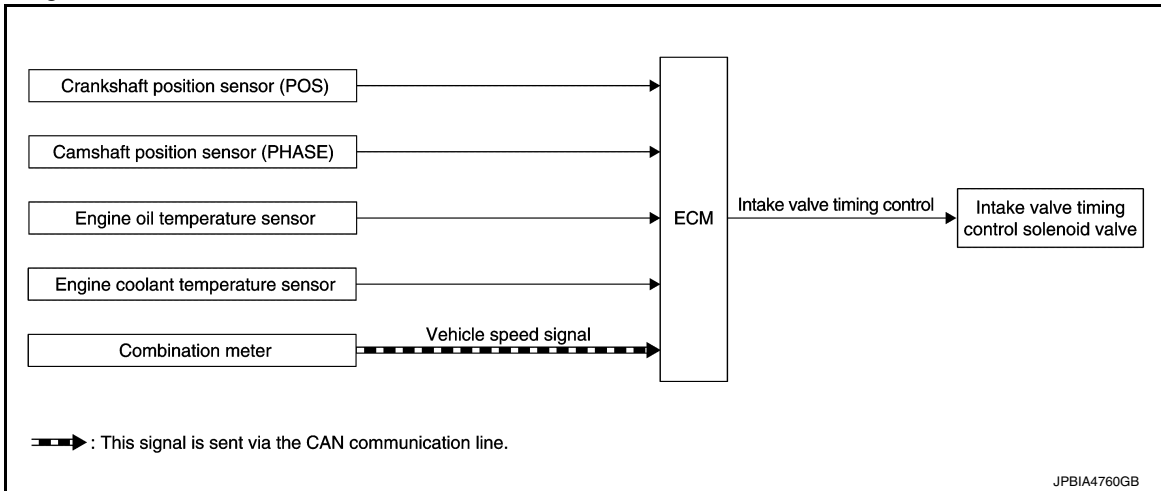 Crankshaft position sensor (POS)
Camshaft position sensor (PHASE)
Engine oil temperature sensor
Engine coolant temperature sensor
Combination meter
Vehicle speed signal
ECM
Intake valve timing control
Intake valve timing
control solenoid valve
: This signal is sent via the CAN communication line.
JPBIA4760GB